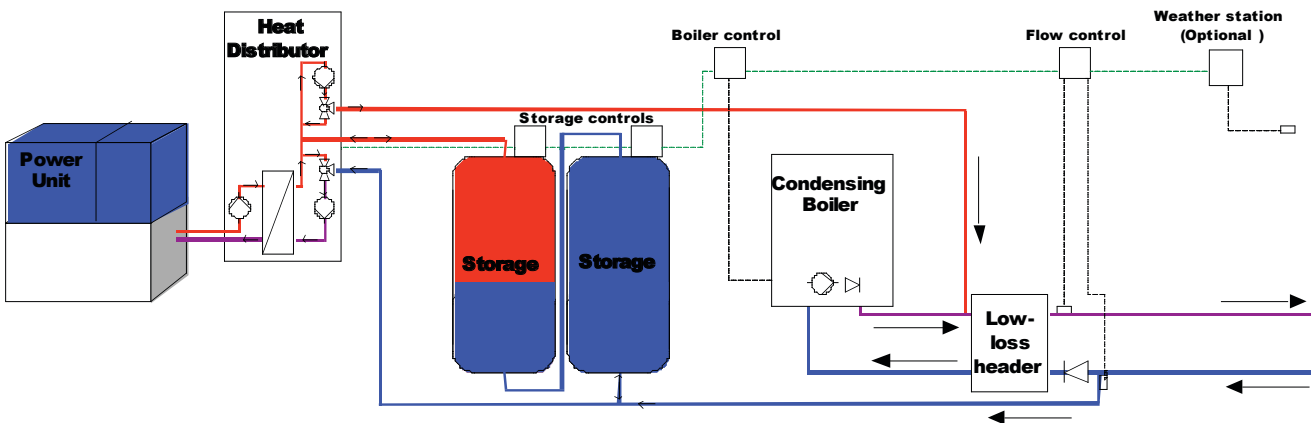 Heat
Distributor
Power
Unit
Storage controls
Storage
Storage
Boiler control
Condensing
Boiler
Low-
loss
header
Flow control
Weather station
(Optional )